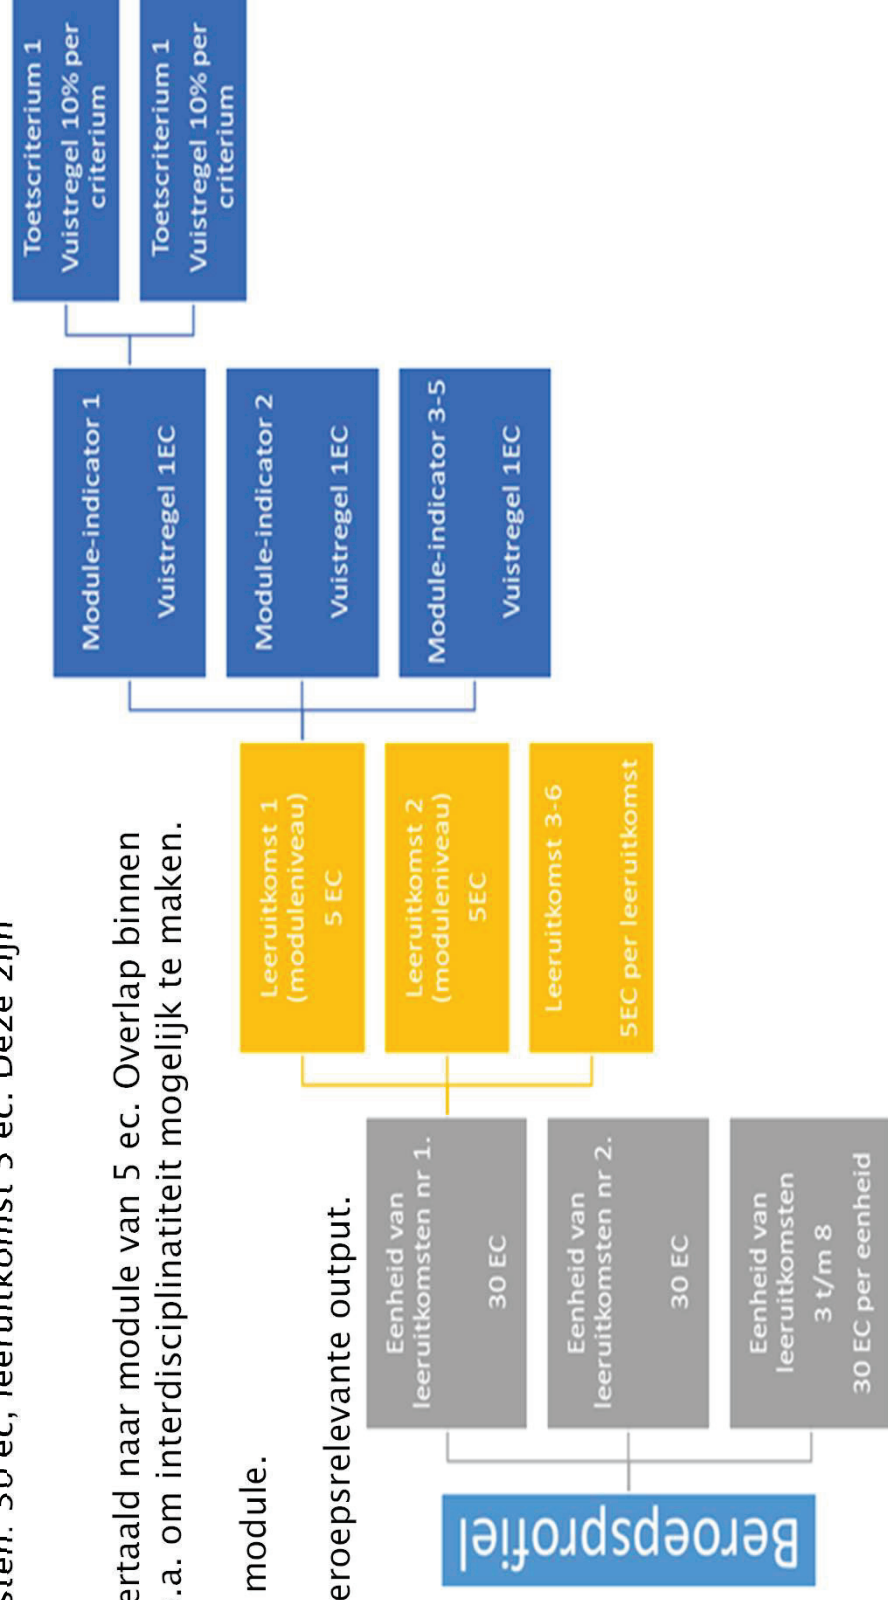 sten: 30 ec, leeruitkomst 5 ec. Deze zijn
ertaald naar module van 5 ec. Overlap binnen
.a. om interdisciplinatiteit mogelijk te maken.
module.
eroepsrelevante output.
Beroepsprofiel
Eenheid van
leeruitkomsten nr 1.
30 EC
Eenheid van
leeruitkomsten nr 2.
30 EC
Eenheid van
leeruitkomsten
3 t/m 8
30 EC per eenheid
Leeruitkomst 1
(moduleniveau)
5 EC
Leeruitkomst 2
(moduleniveau)
5EC
Leeruitkomst 3-6
5EC per leeruitkomst
Module-indicator 1
Vuistregel 1EC
Module-indicator 2
Vuistregel 1EC
Module-indicator 3-5
Vuistregel 1EC
Toetscriterium 1
Vuistregel 10% per
criterium
Toetscriterium 1
Vuistregel 10% per
criterium